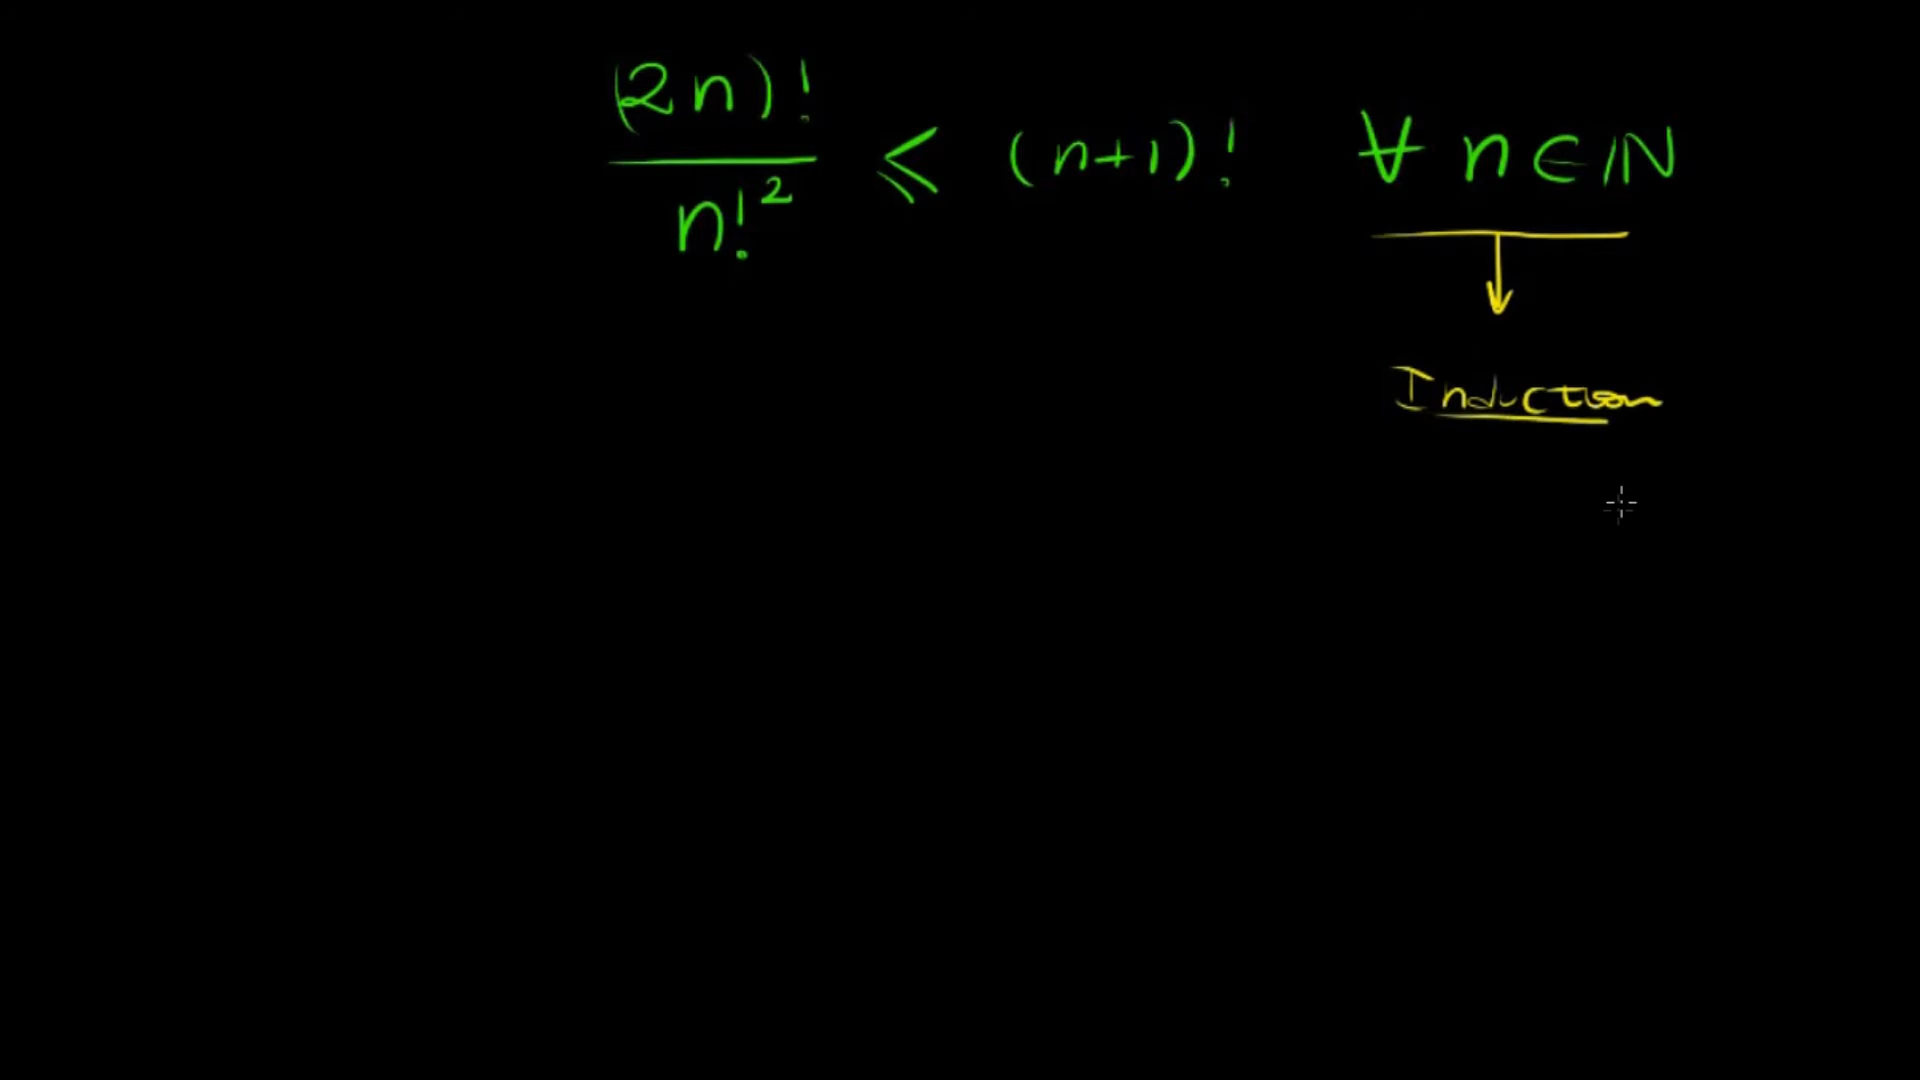 (2n)! / n!² ≤ (n+1)! ∀ n∈ℕ
Induction